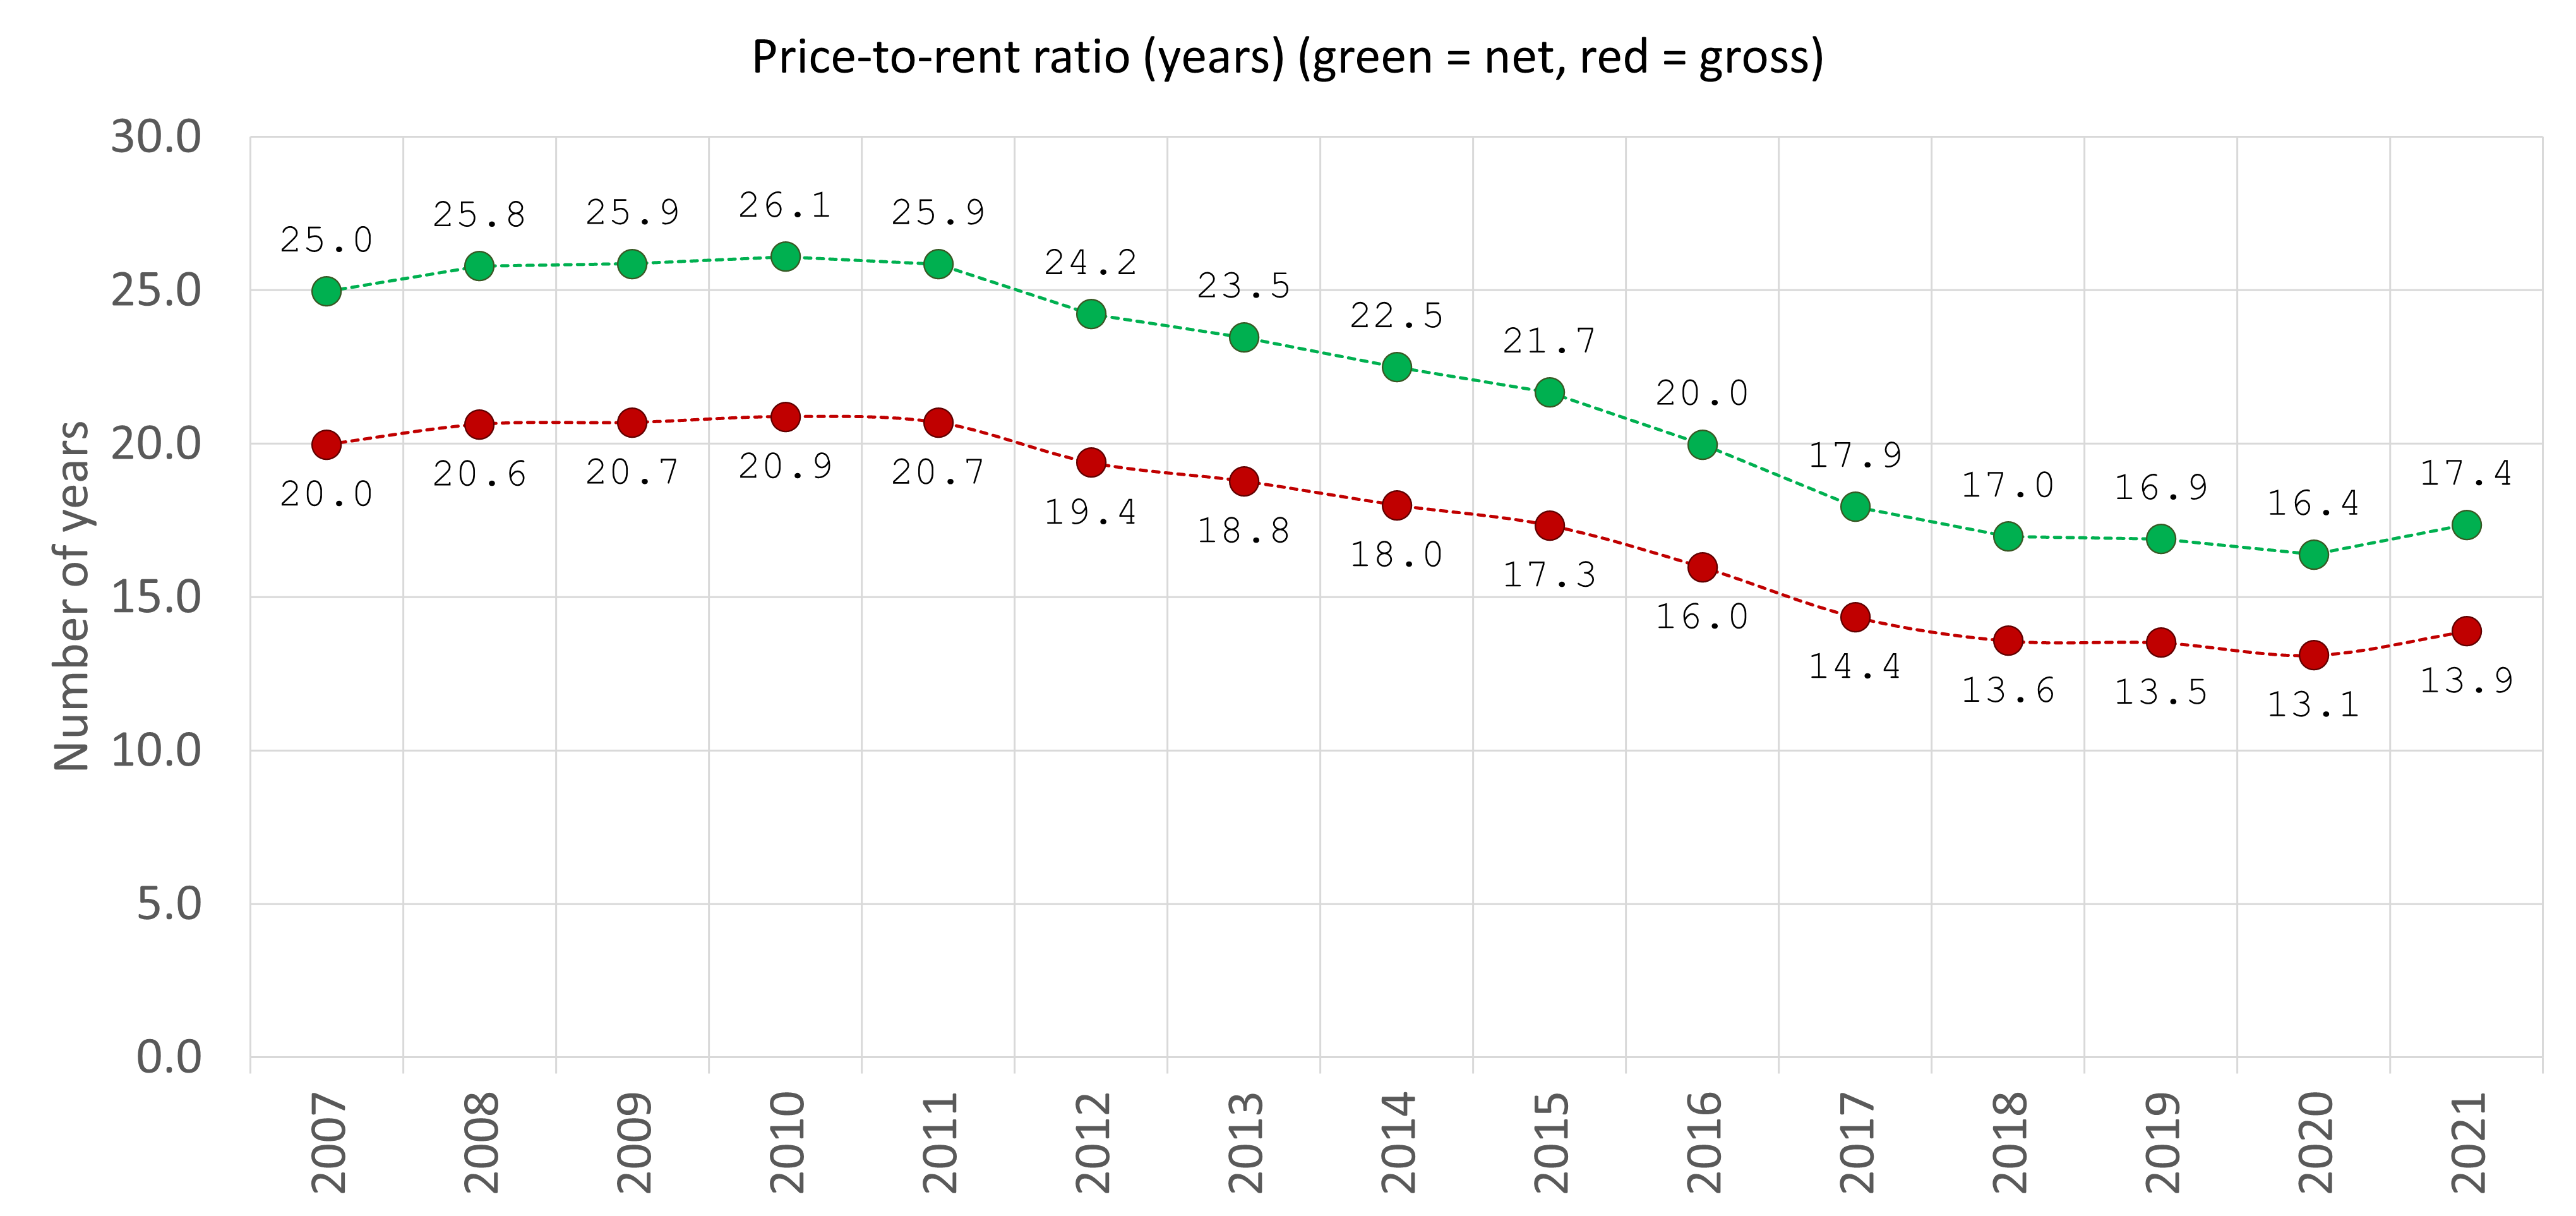 Price-to-rent ratio (years) (green = net, red = gross)
Number of years
30.0
25.0
20.0
15.0
10.0
5.0
0.0
25.0 25.8 25.9 26.1 25.9 24.2 23.5 22.5 21.7 20.0 17.9 17.0 16.9 16.4 17.4
20.0 20.6 20.7 20.9 20.7 19.4 18.8 18.0 17.3 16.0 14.4 13.6 13.5 13.1 13.9
2007 2008 2009 2010 2011 2012 2013 2014 2015 2016 2017 2018 2019 2020 2021